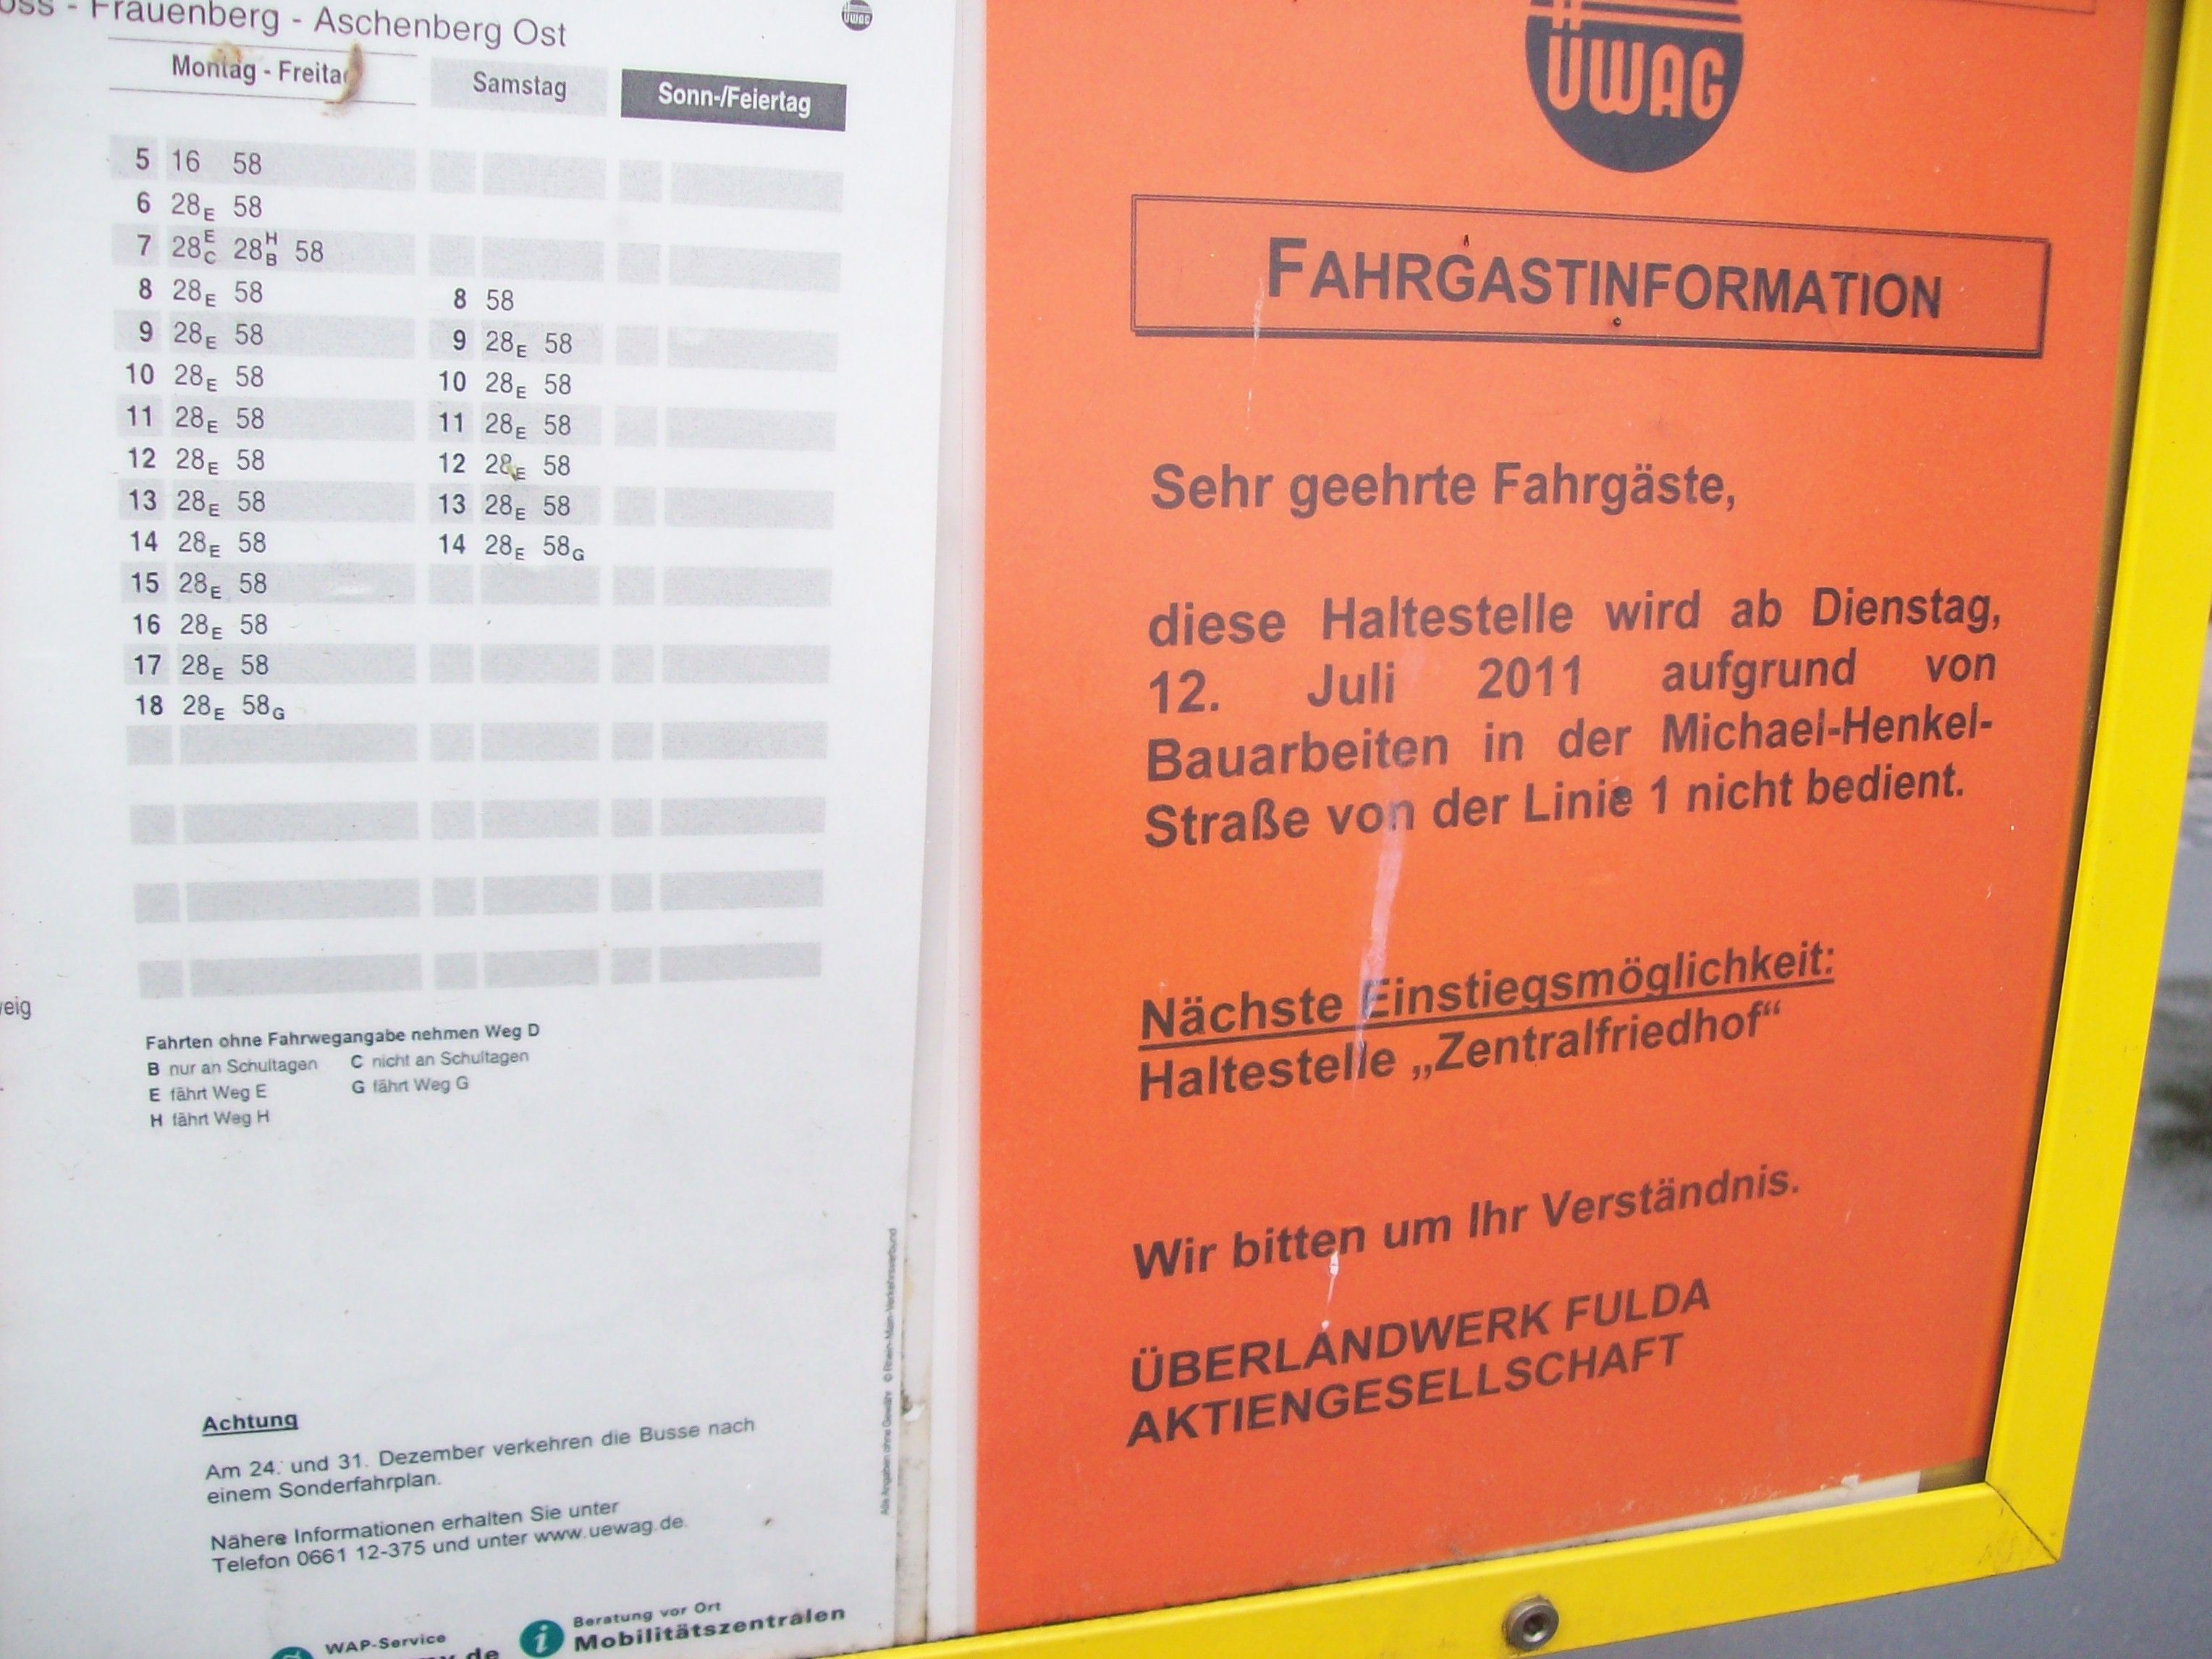 - Frauenberg - Aschenberg Ost
ÜWAG
Montag - Freitag Samstag Sonn-/Feiertag
5 16 58
6 28E 58
7 28EC 28HB 58
8 28E 58 8 58
9 28E 58 9 28E 58
10 28E 58 10 28E 58
11 28E 58 11 28E 58
12 28E 58 12 28E 58
13 28E 58 13 28E 58
14 28E 58 14 28E 58G
15 28E 58
16 28E 58
17 28E 58
18 28E 58G
Fahrten ohne Fahrwegangabe nehmen Weg D
B nur an Schultagen C nicht an Schultagen
E fährt Weg E G fährt Weg G
H fährt Weg H
Achtung
Am 24. und 31. Dezember verkehren die Busse nach
einem Sonderfahrplan.
Nähere Informationen erhalten Sie unter
Telefon 0661 12-375 und unter www.uewag.de.
WAP-Service
Beratung vor Ort
Mobilitätszentralen
Alle Angaben ohne Gewähr © Rhein-Main-Verkehrsverbund
ÜWAG
FAHRGASTINFORMATION
Sehr geehrte Fahrgäste,
diese Haltestelle wird ab Dienstag,
12. Juli 2011 aufgrund von
Bauarbeiten in der Michael-Henkel-
Straße von der Linie 1 nicht bedient.
Nächste Einstiegsmöglichkeit:
Haltestelle „Zentralfriedhof“
Wir bitten um Ihr Verständnis.
ÜBERLANDWERK FULDA
AKTIENGESELLSCHAFT